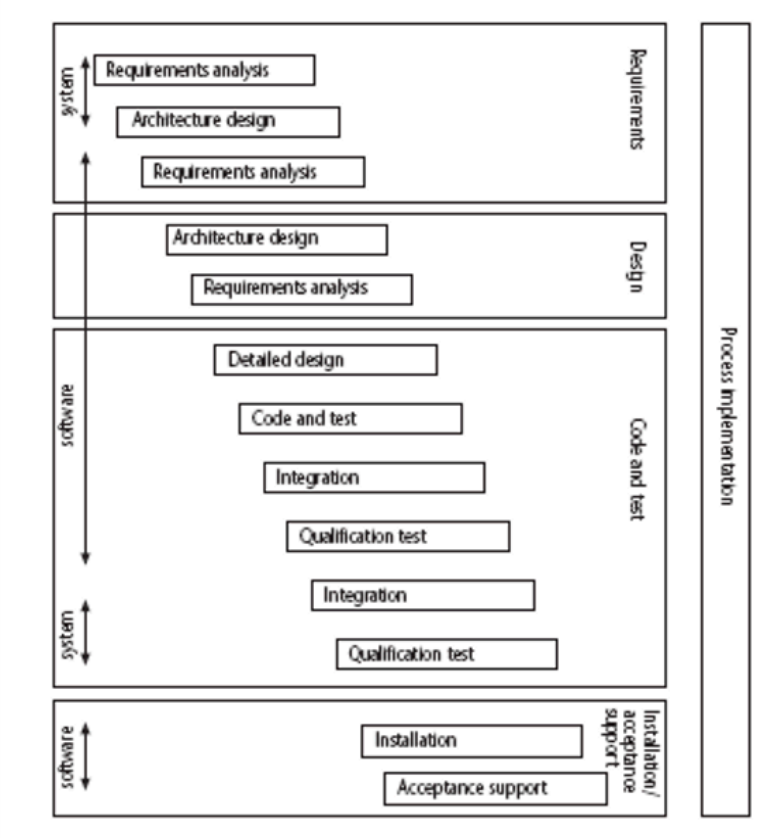 system
Requirements analysis
Architecture design
Requirements analysis
Requirements
Architecture design
Requirements analysis
Design
software
Detailed design
Code and test
Integration
Qualification test
Code and test
system
Integration
Qualification test
software
Installation
Acceptance support
Installation/
acceptance
support
Process implementation